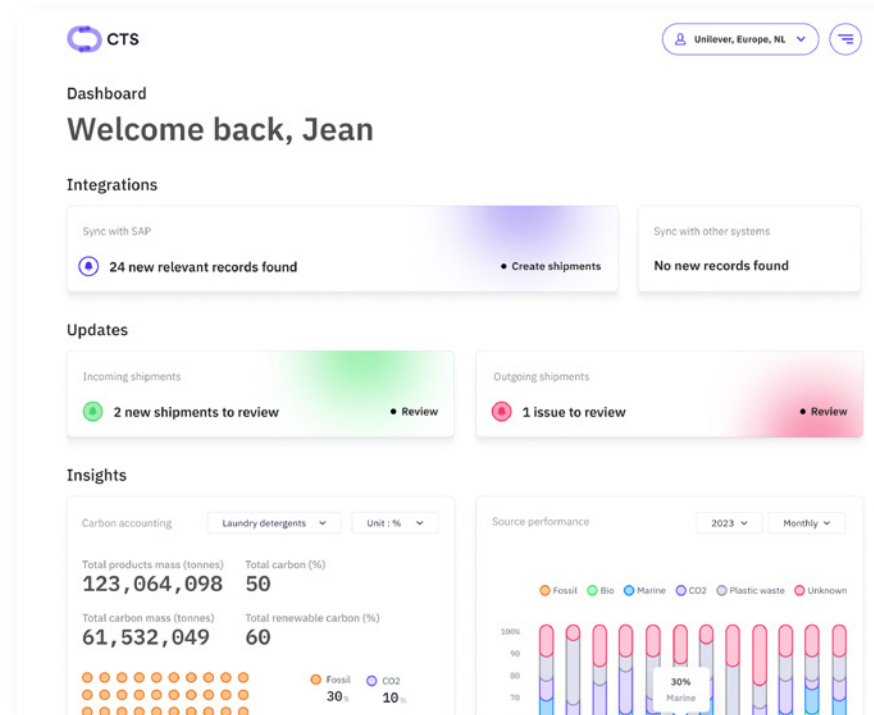 CTS
Unilever, Europe, NL
Dashboard
Welcome back, Jean
Integrations
Sync with SAP
24 new relevant records found
Create shipments
Sync with other systems
No new records found
Updates
Incoming shipments
2 new shipments to review
Review
Outgoing shipments
1 issue to review
Review
Insights
Carbon accounting
Laundry detergents
Unit : %
Total products mass (tonnes)
123,064,098
Total carbon (%)
50
Total carbon mass (tonnes)
61,532,049
Total renewable carbon (%)
60
Fossil
30%
CO2
10%
Source performance
2023
Monthly
Fossil
Bio
Marine
CO2
Plastic waste
Unknown
100%
90
80
70
30%
Marine